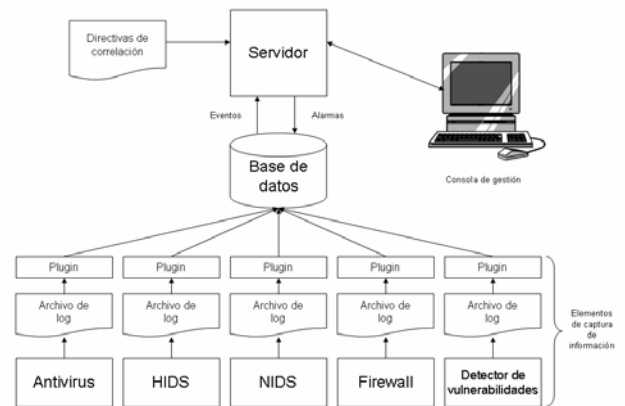 Directivas de
correlación
Servidor
Eventos
Alarmas
Base de
datos
Consola de gestión
Plugin
Plugin
Plugin
Plugin
Plugin
Archivo de
log
Archivo de
log
Archivo de
log
Archivo de
log
Archivo de
log
Elementos
de captura
de
información
Antivirus
HIDS
NIDS
Firewall
Detector de
vulnerabilidades